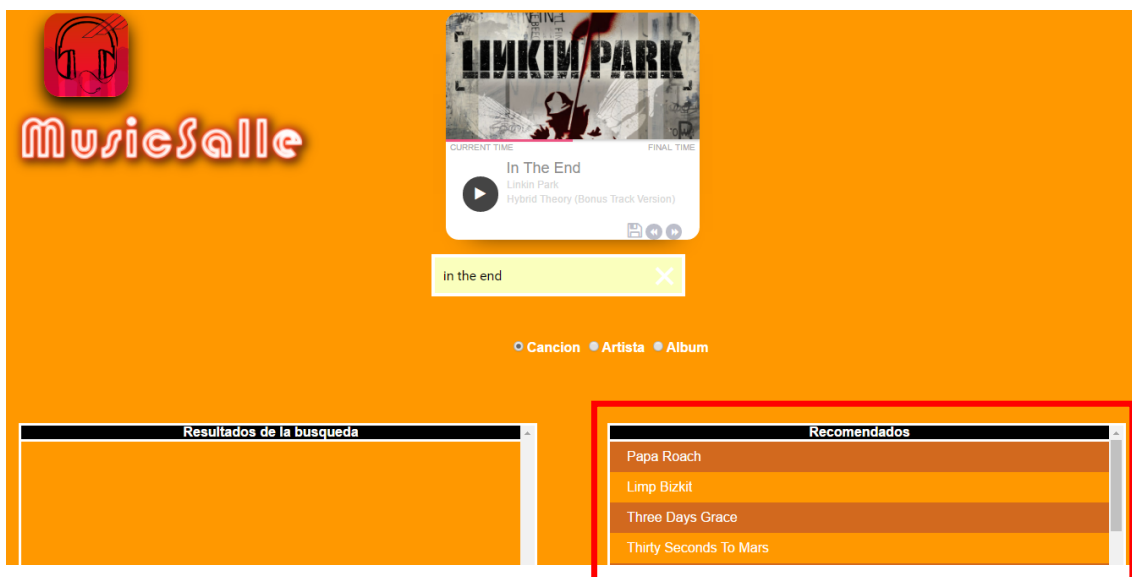 LINKIN PARK
CURRENT TIME FINAL TIME
In The End
Linkin Park
Hybrid Theory (Bonus Track Version)
MusicSalle
in the end
Cancion Artista Album
Resultados de la busqueda
Recomendados
Papa Roach
Limp Bizkit
Three Days Grace
Thirty Seconds To Mars